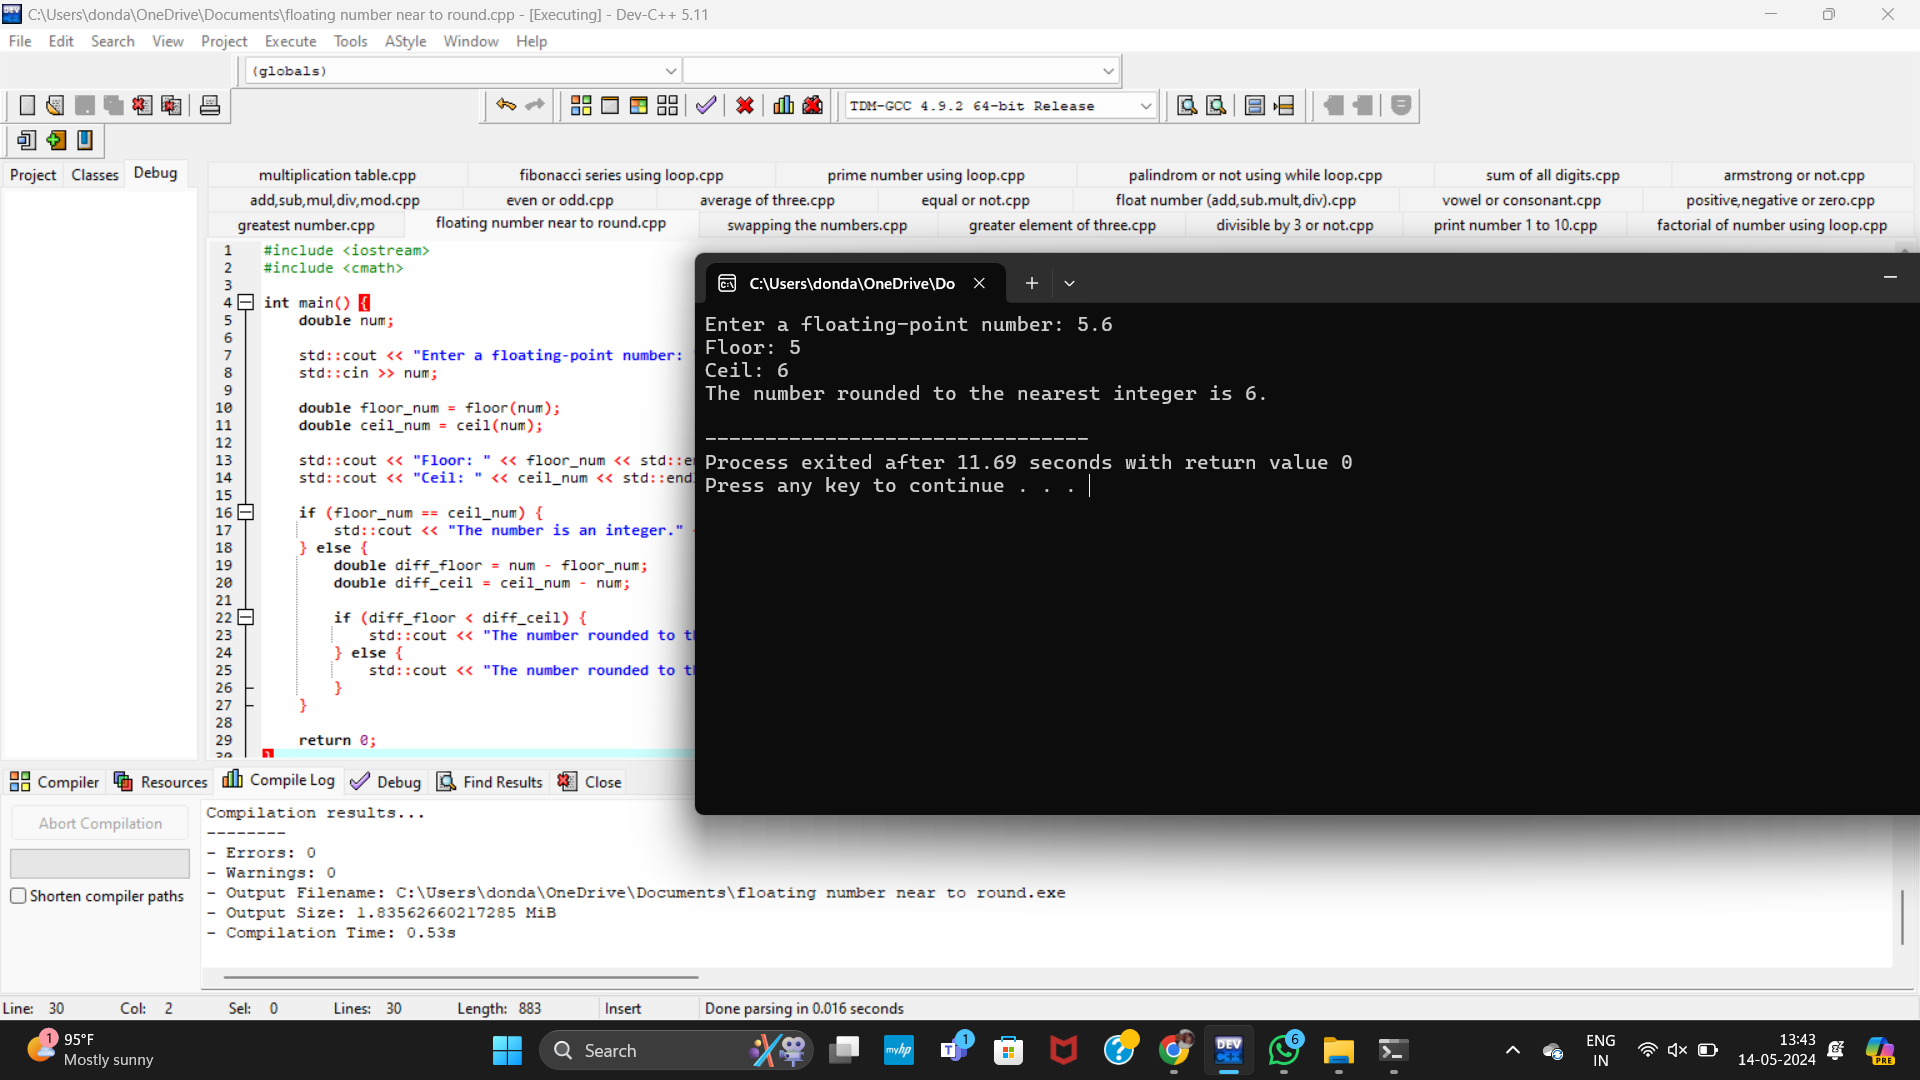 C:\Users\donda\OneDrive\Documents\floating number near to round.cpp - [Executing] - Dev-C++ 5.11
File Edit Search View Project Execute Tools AStyle Window Help
(globals)
TDM-GCC 4.9.2 64-bit Release
Project Classes Debug
multiplication table.cpp fibonacci series using loop.cpp prime number using loop.cpp palindrom or not using while loop.cpp sum of all digits.cpp armstrong or not.cpp
add,sub,mul,div,mod.cpp even or odd.cpp average of three.cpp equal or not.cpp float number (add,sub.mult,div).cpp vowel or consonant.cpp positive,negative or zero.cpp
greatest number.cpp floating number near to round.cpp swapping the numbers.cpp greater element of three.cpp divisible by 3 or not.cpp print number 1 to 10.cpp factorial of number using loop.cpp
1 #include <iostream>
2 #include <cmath>
3
4 int main() {
5 double num;
6
7 std::cout << "Enter a floating-point number:
8 std::cin >> num;
9
10 double floor_num = floor(num);
11 double ceil_num = ceil(num);
12
13 std::cout << "Floor: " << floor_num << std::e
14 std::cout << "Ceil: " << ceil_num << std::end
15
16 if (floor_num == ceil_num) {
17 std::cout << "The number is an integer."
18 } else {
19 double diff_floor = num - floor_num;
20 double diff_ceil = ceil_num - num;
21
22 if (diff_floor < diff_ceil) {
23 std::cout << "The number rounded to t
24 } else {
25 std::cout << "The number rounded to t
26 }
27 }
28
29 return 0;
30 }
C:\Users\donda\OneDrive\Do
Enter a floating-point number: 5.6
Floor: 5
Ceil: 6
The number rounded to the nearest integer is 6.
--------------------------------
Process exited after 11.69 seconds with return value 0
Press any key to continue . . .
Compiler Resources Compile Log Debug Find Results Close
Abort Compilation
Shorten compiler paths
Compilation results...
--------
- Errors: 0
- Warnings: 0
- Output Filename: C:\Users\donda\OneDrive\Documents\floating number near to round.exe
- Output Size: 1.83562660217285 MiB
- Compilation Time: 0.53s
Line: 30 Col: 2 Sel: 0 Lines: 30 Length: 883 Insert Done parsing in 0.016 seconds
1
95°F
Mostly sunny
Search
myhp
1
DEV C++
6
ENG
IN
13:43
14-05-2024
PRE